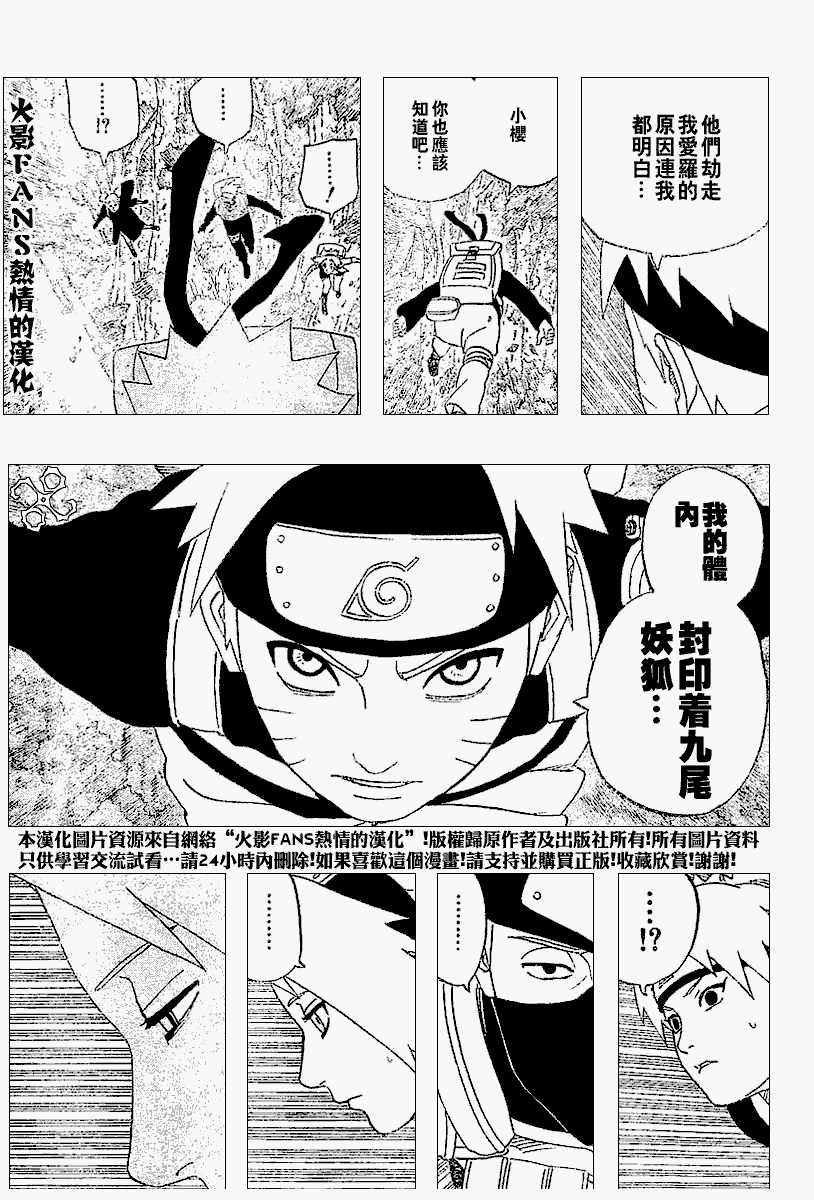 他們劫走
我愛羅的
原因連我
都明白…
小櫻
你也應該
知道吧…
……!
……
……!?
火影FANS熱情的漢化
我的體
內
封印着九尾
妖狐…
本漢化圖片資源來自網絡“火影FANS熱情的漢化”!版權歸原作者及出版社所有!所有圖片資料
只供學習交流試看…請24小時內刪除!如果喜歡這個漫畫!請支持並購買正版!收藏欣賞!謝謝!
……!?
……
……